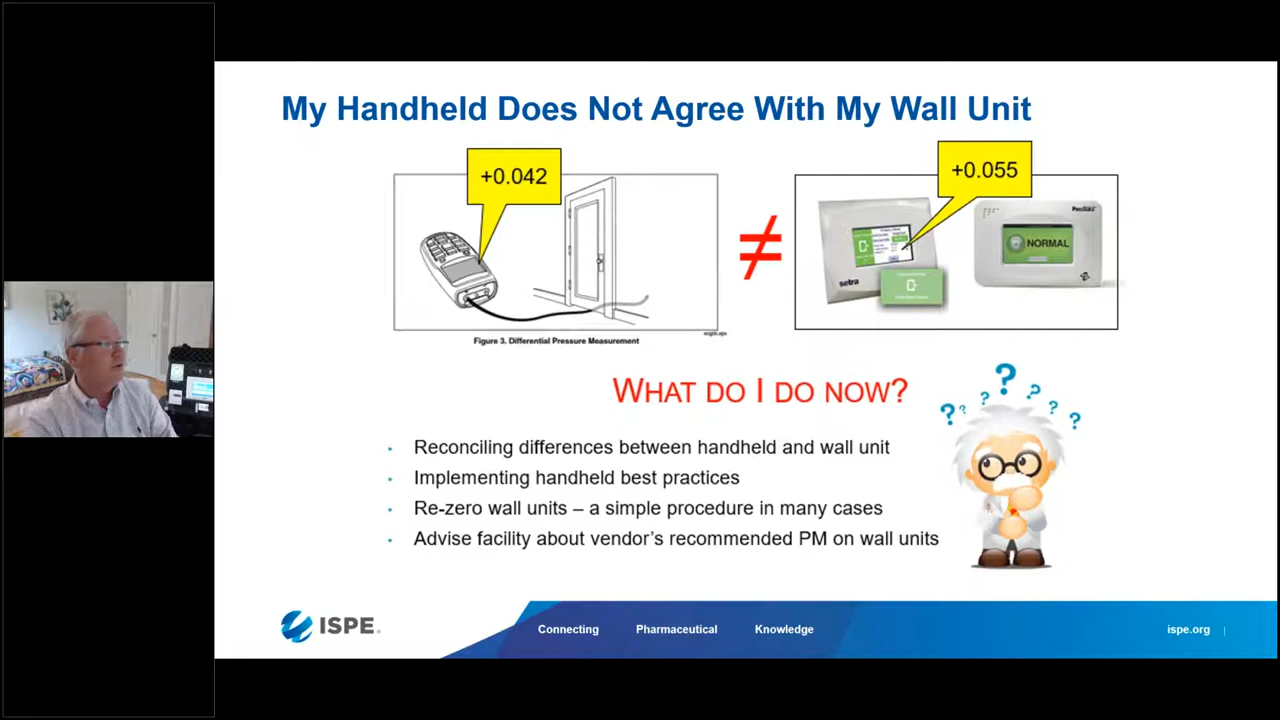 My Handheld Does Not Agree With My Wall Unit
+0.042
+0.055
setra
NORMAL
Figure 3. Differential Pressure Measurement
WHAT DO I DO NOW?
Reconciling differences between handheld and wall unit
Implementing handheld best practices
Re-zero wall units – a simple procedure in many cases
Advise facility about vendor's recommended PM on wall units
ISPE®
Connecting Pharmaceutical Knowledge
ispe.org